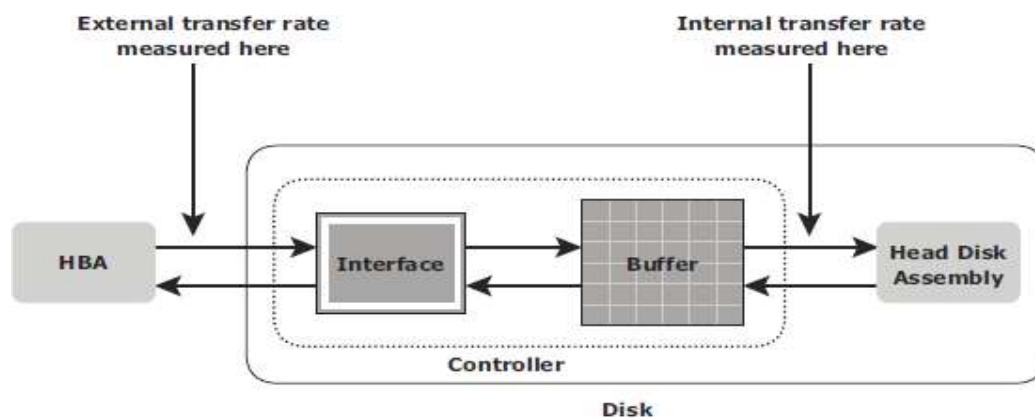 External transfer rate
measured here
Internal transfer rate
measured here
HBA
Interface
Buffer
Head Disk
Assembly
Controller
Disk